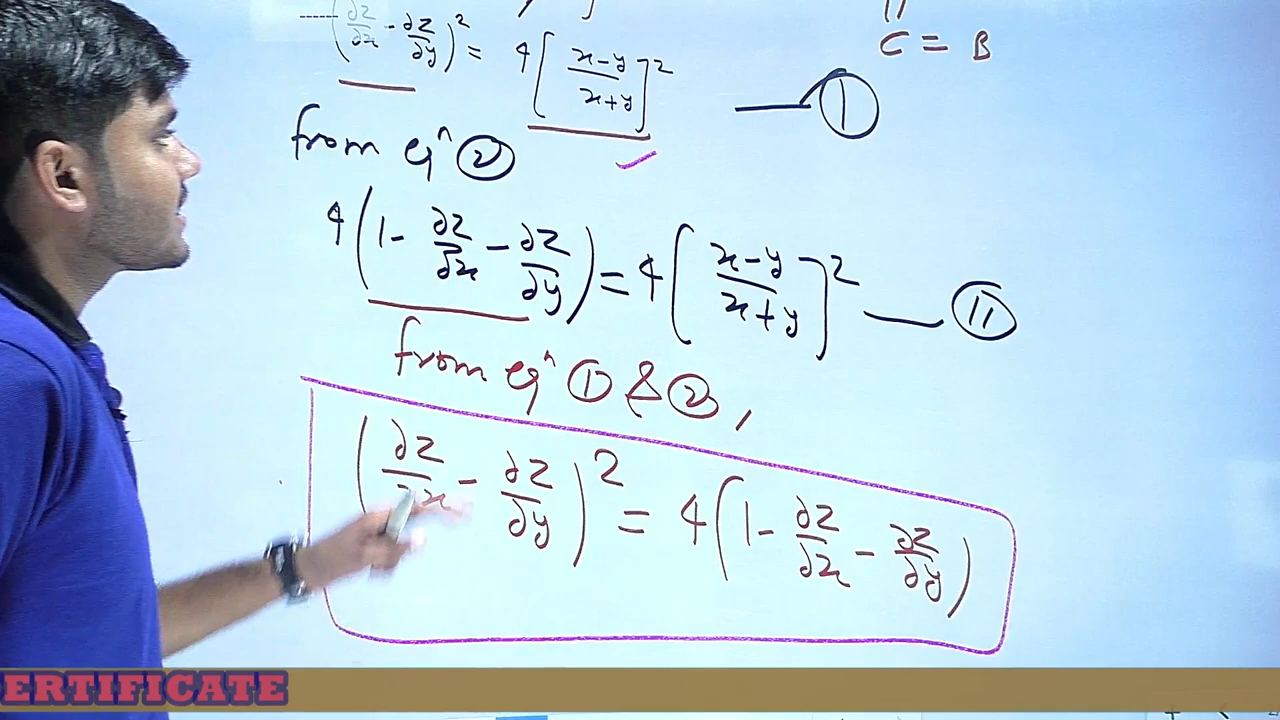 ------(∂z/∂x - ∂z/∂y)² = 4[(x-y)/(x+y)]² —— ①
||
C = B
from eqⁿ ②
4(1 - ∂z/∂x - ∂z/∂y) = 4[(x-y)/(x+y)]² —— ⑪
from eqⁿ ① & ②,
(∂z/∂x - ∂z/∂y)² = 4(1 - ∂z/∂x - ∂z/∂y)
ERTIFICATE